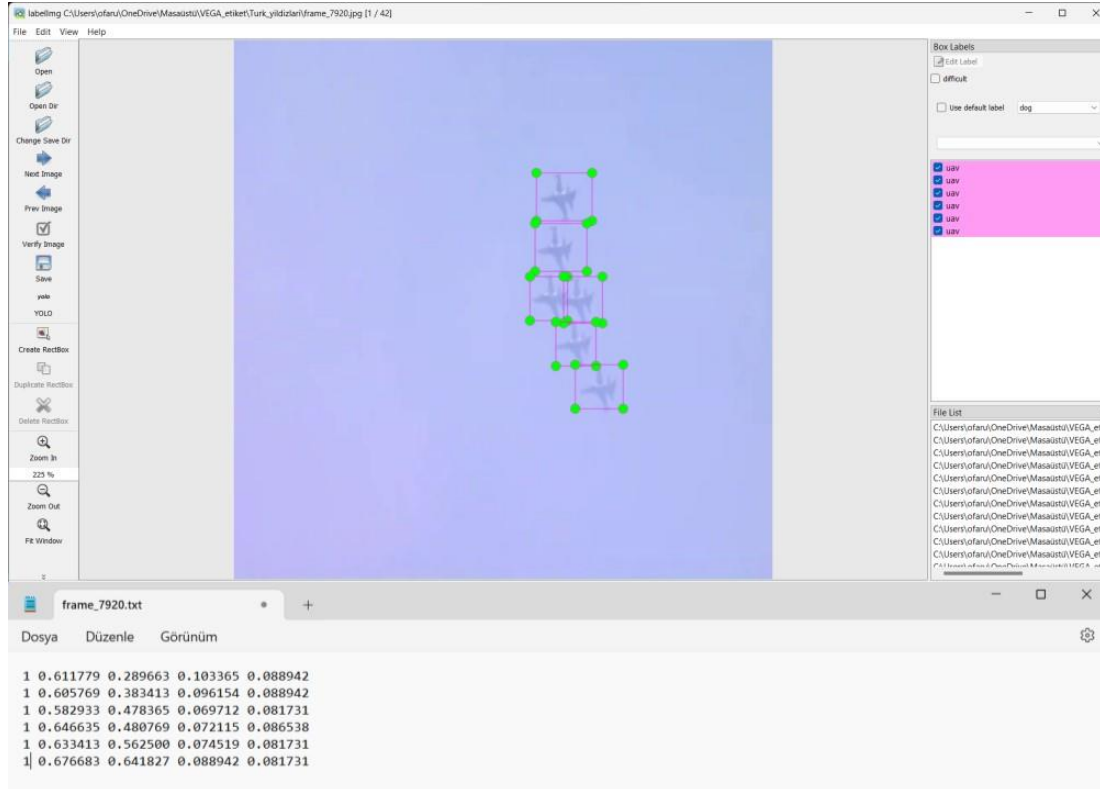 labelImg C:\Users\ofaru\OneDrive\Masaüstü\VEGA_etiket\Turk_yildizlari\frame_7920.jpg [1 / 42]
File Edit View Help
Open
Open Dir
Change Save Dir
Next Image
Prev Image
Verify Image
Save
yolo
YOLO
Create RectBox
Duplicate RectBox
Delete RectBox
Zoom In
225 %
Zoom Out
Fit Window
Box Labels
Edit Label
difficult
Use default label dog
uav
uav
uav
uav
uav
uav
File List
C:\Users\ofaru\OneDrive\Masaüstü\VEGA_et
C:\Users\ofaru\OneDrive\Masaüstü\VEGA_et
C:\Users\ofaru\OneDrive\Masaüstü\VEGA_et
C:\Users\ofaru\OneDrive\Masaüstü\VEGA_et
C:\Users\ofaru\OneDrive\Masaüstü\VEGA_et
C:\Users\ofaru\OneDrive\Masaüstü\VEGA_et
C:\Users\ofaru\OneDrive\Masaüstü\VEGA_et
C:\Users\ofaru\OneDrive\Masaüstü\VEGA_et
C:\Users\ofaru\OneDrive\Masaüstü\VEGA_et
C:\Users\ofaru\OneDrive\Masaüstü\VEGA_et
C:\Users\ofaru\OneDrive\Masaüstü\VEGA_et
frame_7920.txt
Dosya Düzenle Görünüm
1 0.611779 0.289663 0.103365 0.088942
1 0.605769 0.383413 0.096154 0.088942
1 0.582933 0.478365 0.069712 0.081731
1 0.646635 0.480769 0.072115 0.086538
1 0.633413 0.562500 0.074519 0.081731
1 0.676683 0.641827 0.088942 0.081731